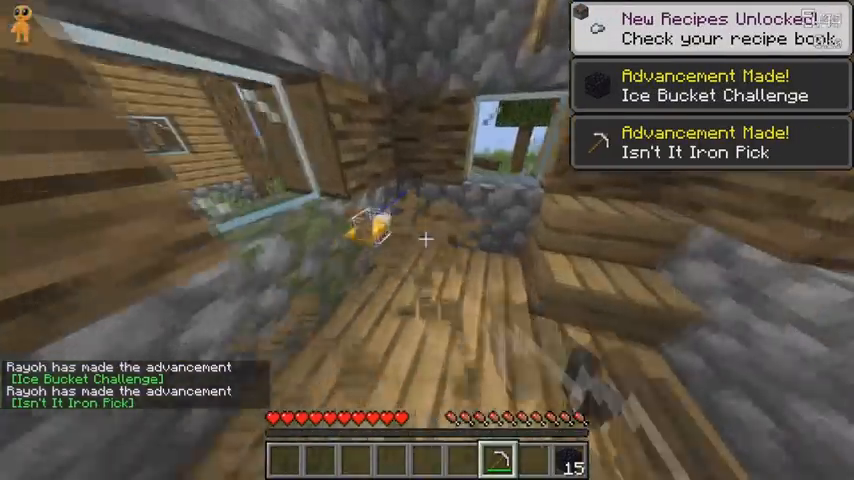 New Recipes Unlocked!
Check your recipe book
Advancement Made!
Ice Bucket Challenge
Advancement Made!
Isn't It Iron Pick
Rayoh has made the advancement
[Ice Bucket Challenge]
Rayoh has made the advancement
[Isn't It Iron Pick]
15